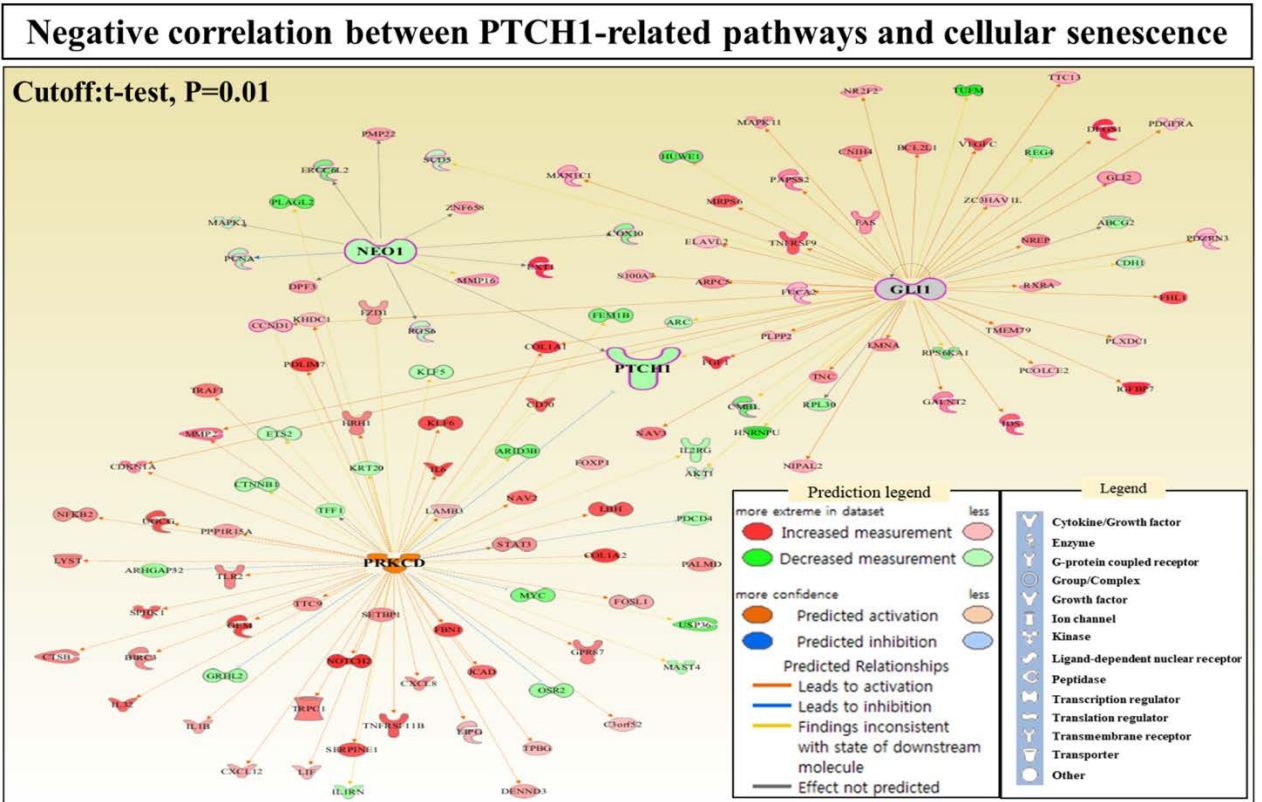 Negative correlation between PTCH1-related pathways and cellular senescence
Cutoff:t-test, P=0.01
TTC13
NR2F2
TUFM
MAPK11
PDGFRA
PMP22
CNIH4
BCL2L1
VEGFC
REG4
SCD5
HUWE1
ERCC6L2
MAN1C1
PAPSS2
GLI2
PLAGL2
MRPS6
ZC3HAV1L
ZNF658
MAPK3
FAS
ABCG2
COX10
ELAVL2
TNFRSF9
NREP
PDZRN3
NEO1
PCNA
EXT1
CDH1
MMP16
S100A7
ARPC5
RXRA
DPF3
GLI1
FHL1
FZD1
KHDC1
CCND1
RGS6
FEM1B
ARC
PLPP2
LMNA
TMEM79
PLXDC1
COL1A1
RPS6KA1
PDLIM7
PTCH1
PCOLCE2
KLF5
TNC
TRAF1
IGFBP7
CD70
RPL30
GALNT2
HRH1
KLF6
IDS
MMP2
ETS2
NAV3
HNRNPU
ARID3B
IL2RG
CDKN1A
KRT20
IL6
FOXP1
NIPAL2
AKT1
CTNNB1
NAV2
TFF1
LAMB3
LBH
NFKB2
UGCG
PPP1R15A
PDCD4
STAT3
LYST
PRKCD
COL1A2
PALMD
ARHGAP32
TLR2
MYC
TTC9
FOSL1
SPHK1
SETBP1
GEM
FBN1
USP36
CTSB
BIRC3
NOTCH2
GPR87
JCAD
MAST4
GRHL2
CXCL8
OSR2
IL32
TRPC1
IL1B
TNFRSF11B
LIPG
C3orf52
SERPINE1
TPBG
CXCL12
LIF
IL1RN
DENND3
Prediction legend
more extreme in dataset less
Increased measurement
Decreased measurement
more confidence less
Predicted activation
Predicted inhibition
Predicted Relationships
Leads to activation
Leads to inhibition
Findings inconsistent
with state of downstream
molecule
Effect not predicted
Legend
Cytokine/Growth factor
Enzyme
G-protein coupled receptor
Group/Complex
Growth factor
Ion channel
Kinase
Ligand-dependent nuclear receptor
Peptidase
Transcription regulator
Translation regulator
Transmembrane receptor
Transporter
Other